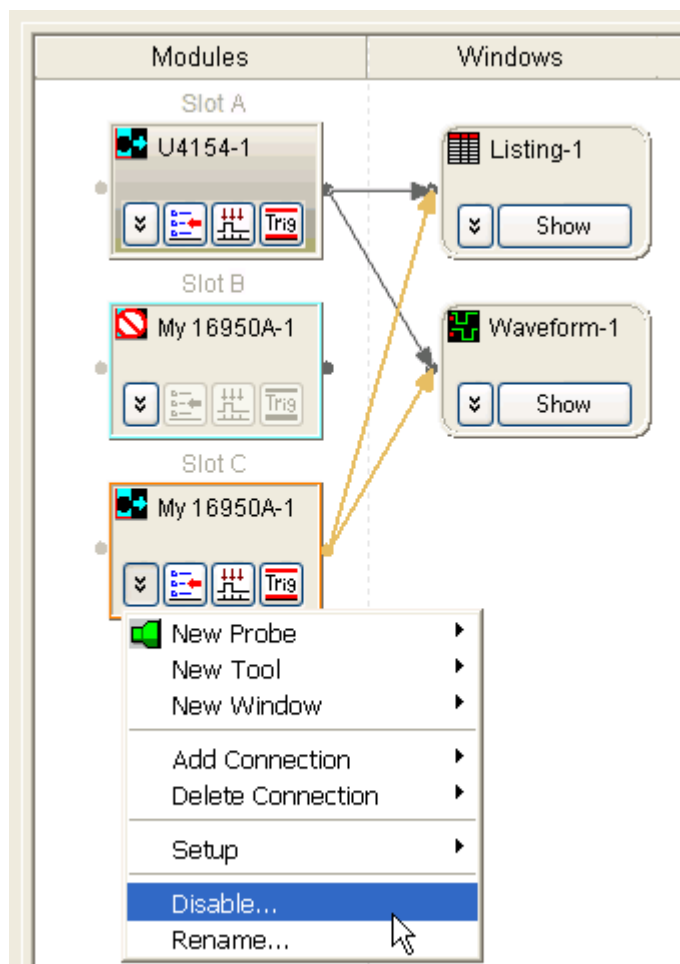 Modules Windows
Slot A
U4154-1 Listing-1
Trig Show
Slot B
My 16950A-1 Waveform-1
Trig Show
Slot C
My 16950A-1
Trig
New Probe
New Tool
New Window
Add Connection
Delete Connection
Setup
Disable...
Rename...